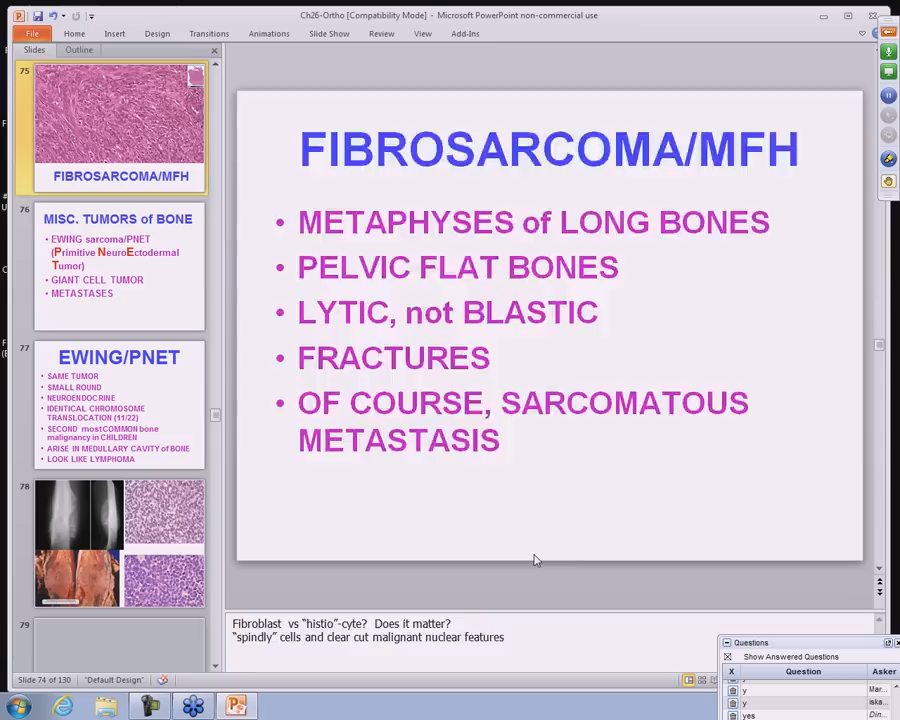 Ch26-Ortho [Compatibility Mode] - Microsoft PowerPoint non-commercial use
File Home Insert Design Transitions Animations Slide Show Review View Add-Ins
Slides Outline
75
FIBROSARCOMA/MFH
76
MISC. TUMORS of BONE
• EWING sarcoma/PNET
(Primitive NeuroEctodermal
Tumor)
• GIANT CELL TUMOR
• METASTASES
77
EWING/PNET
• SAME TUMOR
• SMALL ROUND
• NEUROENDOCRINE
• IDENTICAL CHROMOSOME
TRANSLOCATION (11/22)
• SECOND mostCOMMON bone
malignancy in CHILDREN
• ARISE IN MEDULLARY CAVITY of BONE
• LOOK LIKE LYMPHOMA
78
79
FIBROSARCOMA/MFH
• METAPHYSES of LONG BONES
• PELVIC FLAT BONES
• LYTIC, not BLASTIC
• FRACTURES
• OF COURSE, SARCOMATOUS
METASTASIS
Fibroblast vs "histio"-cyte? Does it matter?
"spindly" cells and clear cut malignant nuclear features
Slide 74 of 130 "Default Design"
Questions
Show Answered Questions
X Question Asker
y Mar...
y iska...
yes Din...